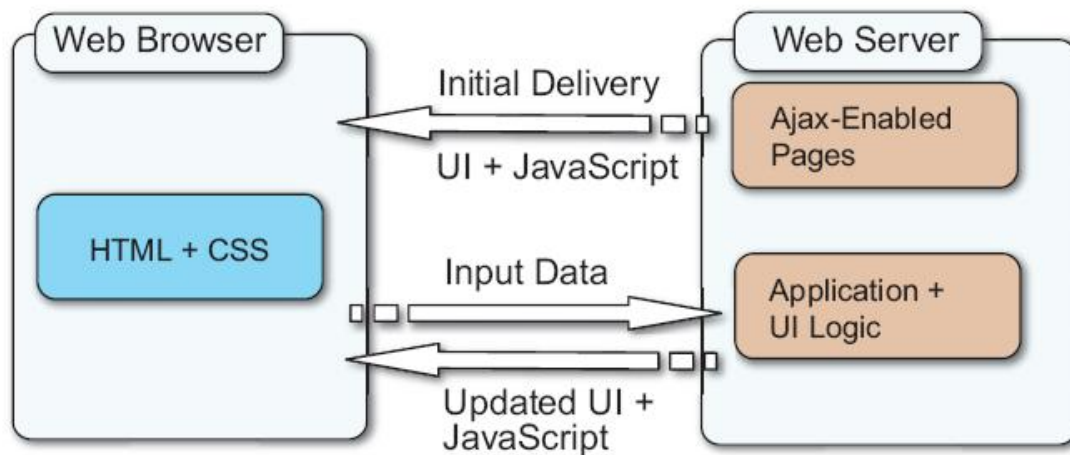 Web Browser
Web Server
Initial Delivery
UI + JavaScript
Ajax-Enabled
Pages
HTML + CSS
Input Data
Application +
UI Logic
Updated UI +
JavaScript